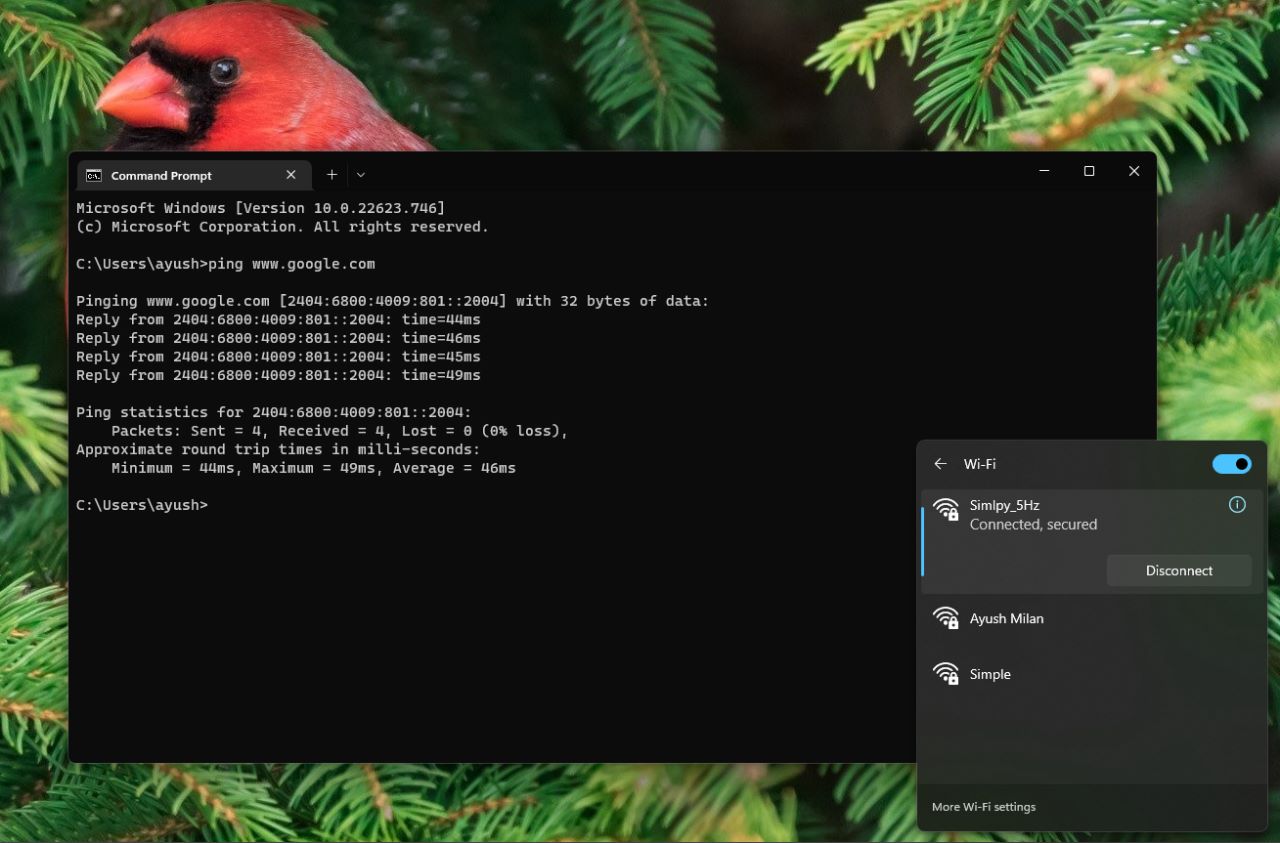 Command Prompt
Microsoft Windows [Version 10.0.22623.746]
(c) Microsoft Corporation. All rights reserved.
C:\Users\ayush>ping www.google.com
Pinging www.google.com [2404:6800:4009:801::2004] with 32 bytes of data:
Reply from 2404:6800:4009:801::2004: time=44ms
Reply from 2404:6800:4009:801::2004: time=46ms
Reply from 2404:6800:4009:801::2004: time=45ms
Reply from 2404:6800:4009:801::2004: time=49ms
Ping statistics for 2404:6800:4009:801::2004:
Packets: Sent = 4, Received = 4, Lost = 0 (0% loss),
Approximate round trip times in milli-seconds:
Minimum = 44ms, Maximum = 49ms, Average = 46ms
C:\Users\ayush>
Wi-Fi
Simlpy_5Hz
Connected, secured
Disconnect
Ayush Milan
Simple
More Wi-Fi settings